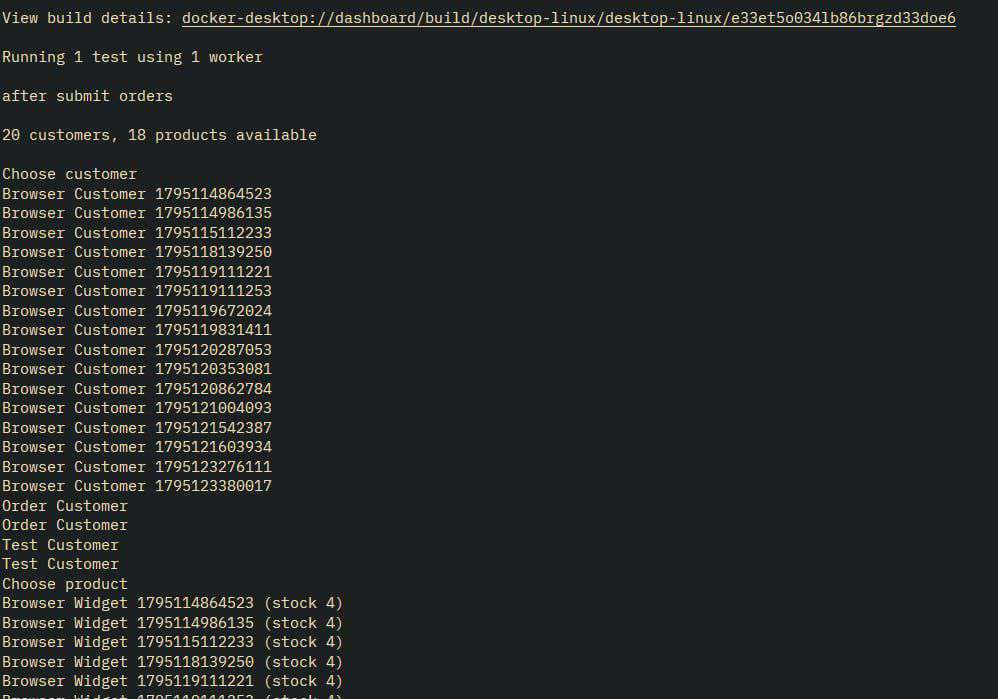 View build details: docker-desktop://dashboard/build/desktop-linux/desktop-linux/e33et5o034lb86brgzd33doe6
Running 1 test using 1 worker
after submit orders
20 customers, 18 products available
Choose customer
Browser Customer 1795114864523
Browser Customer 1795114986135
Browser Customer 1795115112233
Browser Customer 1795118139250
Browser Customer 1795119111221
Browser Customer 1795119111253
Browser Customer 1795119672024
Browser Customer 1795119831411
Browser Customer 1795120287053
Browser Customer 1795120353081
Browser Customer 1795120862784
Browser Customer 1795121004093
Browser Customer 1795121542387
Browser Customer 1795121603934
Browser Customer 1795123276111
Browser Customer 1795123380017
Order Customer
Order Customer
Test Customer
Test Customer
Choose product
Browser Widget 1795114864523 (stock 4)
Browser Widget 1795114986135 (stock 4)
Browser Widget 1795115112233 (stock 4)
Browser Widget 1795118139250 (stock 4)
Browser Widget 1795119111221 (stock 4)
Browser Widget 1795119111253 (stock 4)